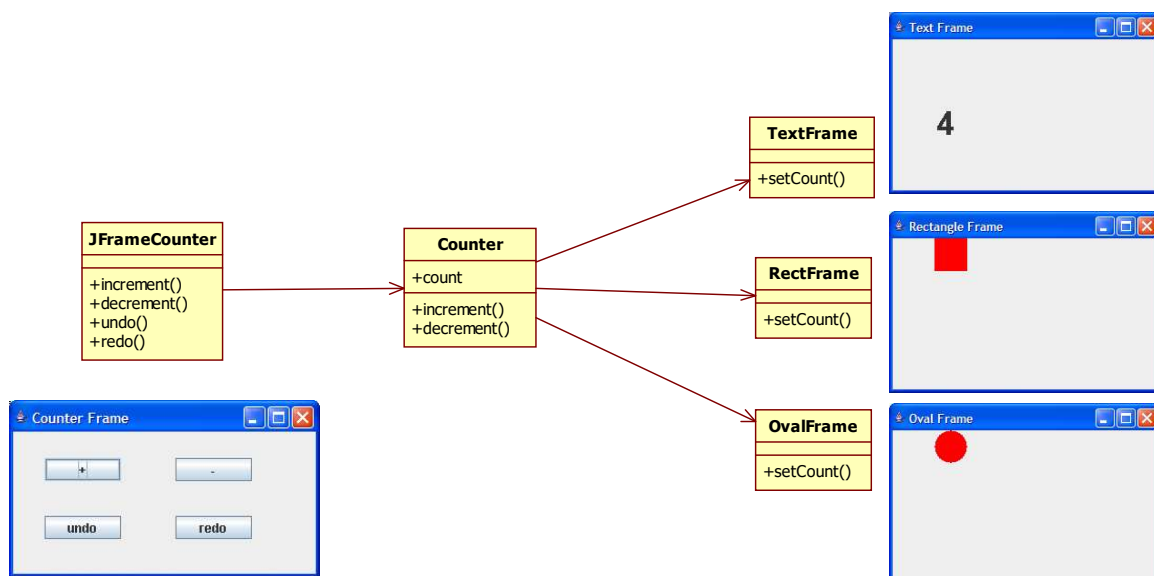 JFrameCounter
+increment()
+decrement()
+undo()
+redo()
Counter Frame
+
-
undo
redo
Counter
+count
+increment()
+decrement()
TextFrame
+setCount()
RectFrame
+setCount()
OvalFrame
+setCount()
Text Frame
4
Rectangle Frame
Oval Frame